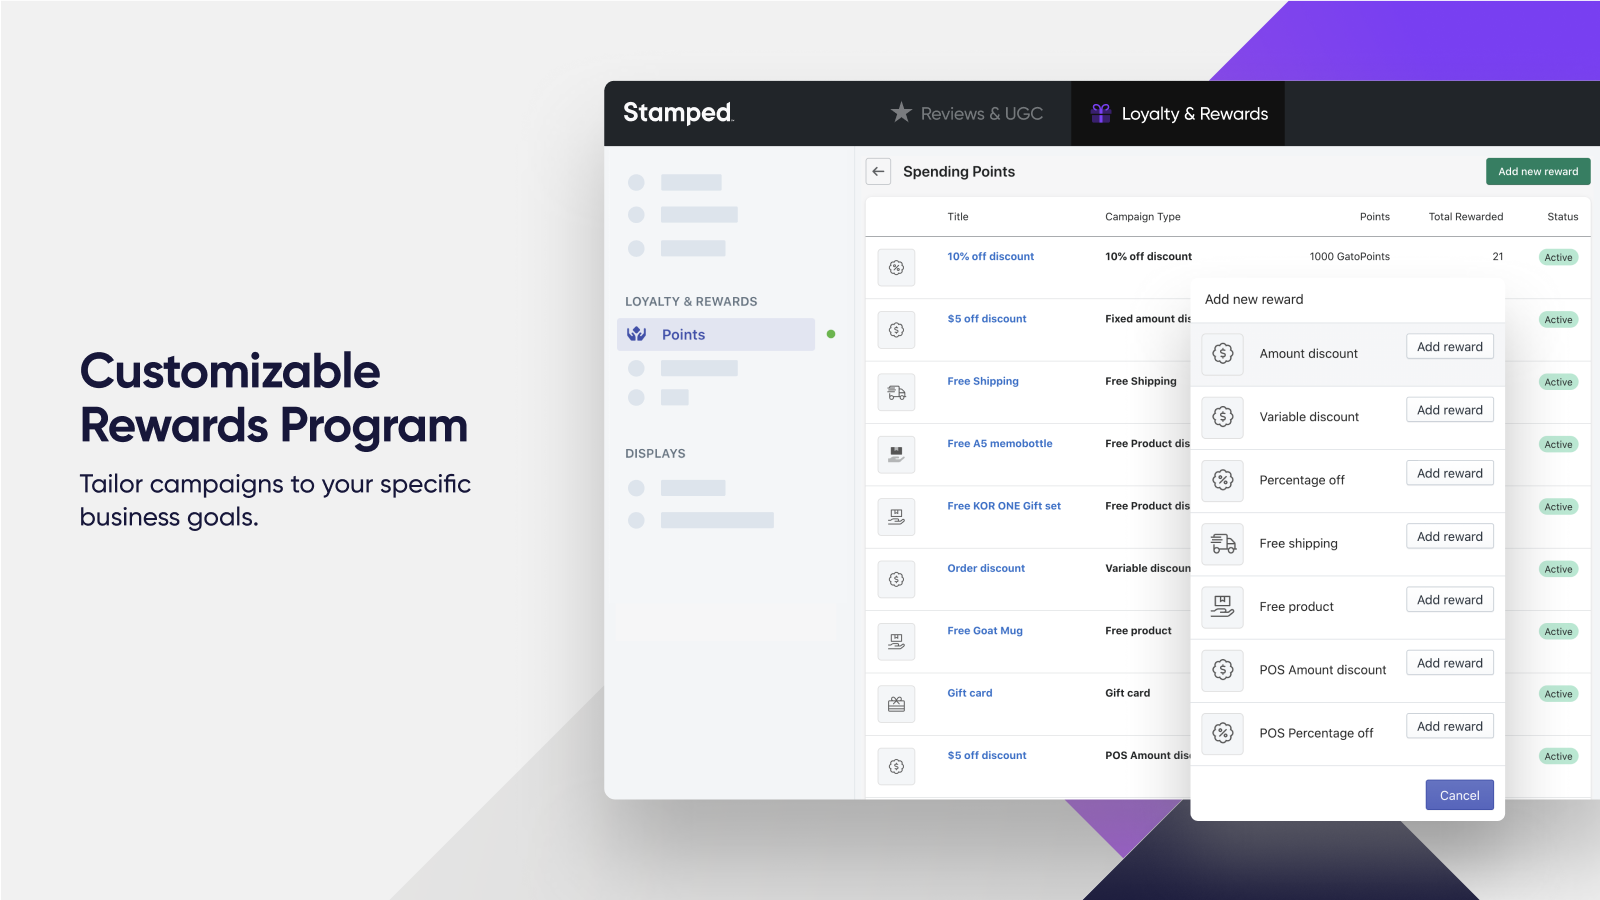 Customizable
Rewards Program
Tailor campaigns to your specific
business goals.
Stamped
Reviews & UGC
Loyalty & Rewards
LOYALTY & REWARDS
Points
DISPLAYS
Spending Points
Add new reward
Title Campaign Type Points Total Rewarded Status
10% off discount 10% off discount 1000 GatoPoints 21 Active
$5 off discount Fixed amount dis Active
Free Shipping Free Shipping Active
Free A5 memobottle Free Product dis Active
Free KOR ONE Gift set Free Product dis Active
Order discount Variable discoun Active
Free Goat Mug Free product Active
Gift card Gift card Active
$5 off discount POS Amount dis Active
Add new reward
Amount discount Add reward
Variable discount Add reward
Percentage off Add reward
Free shipping Add reward
Free product Add reward
POS Amount discount Add reward
POS Percentage off Add reward
Cancel